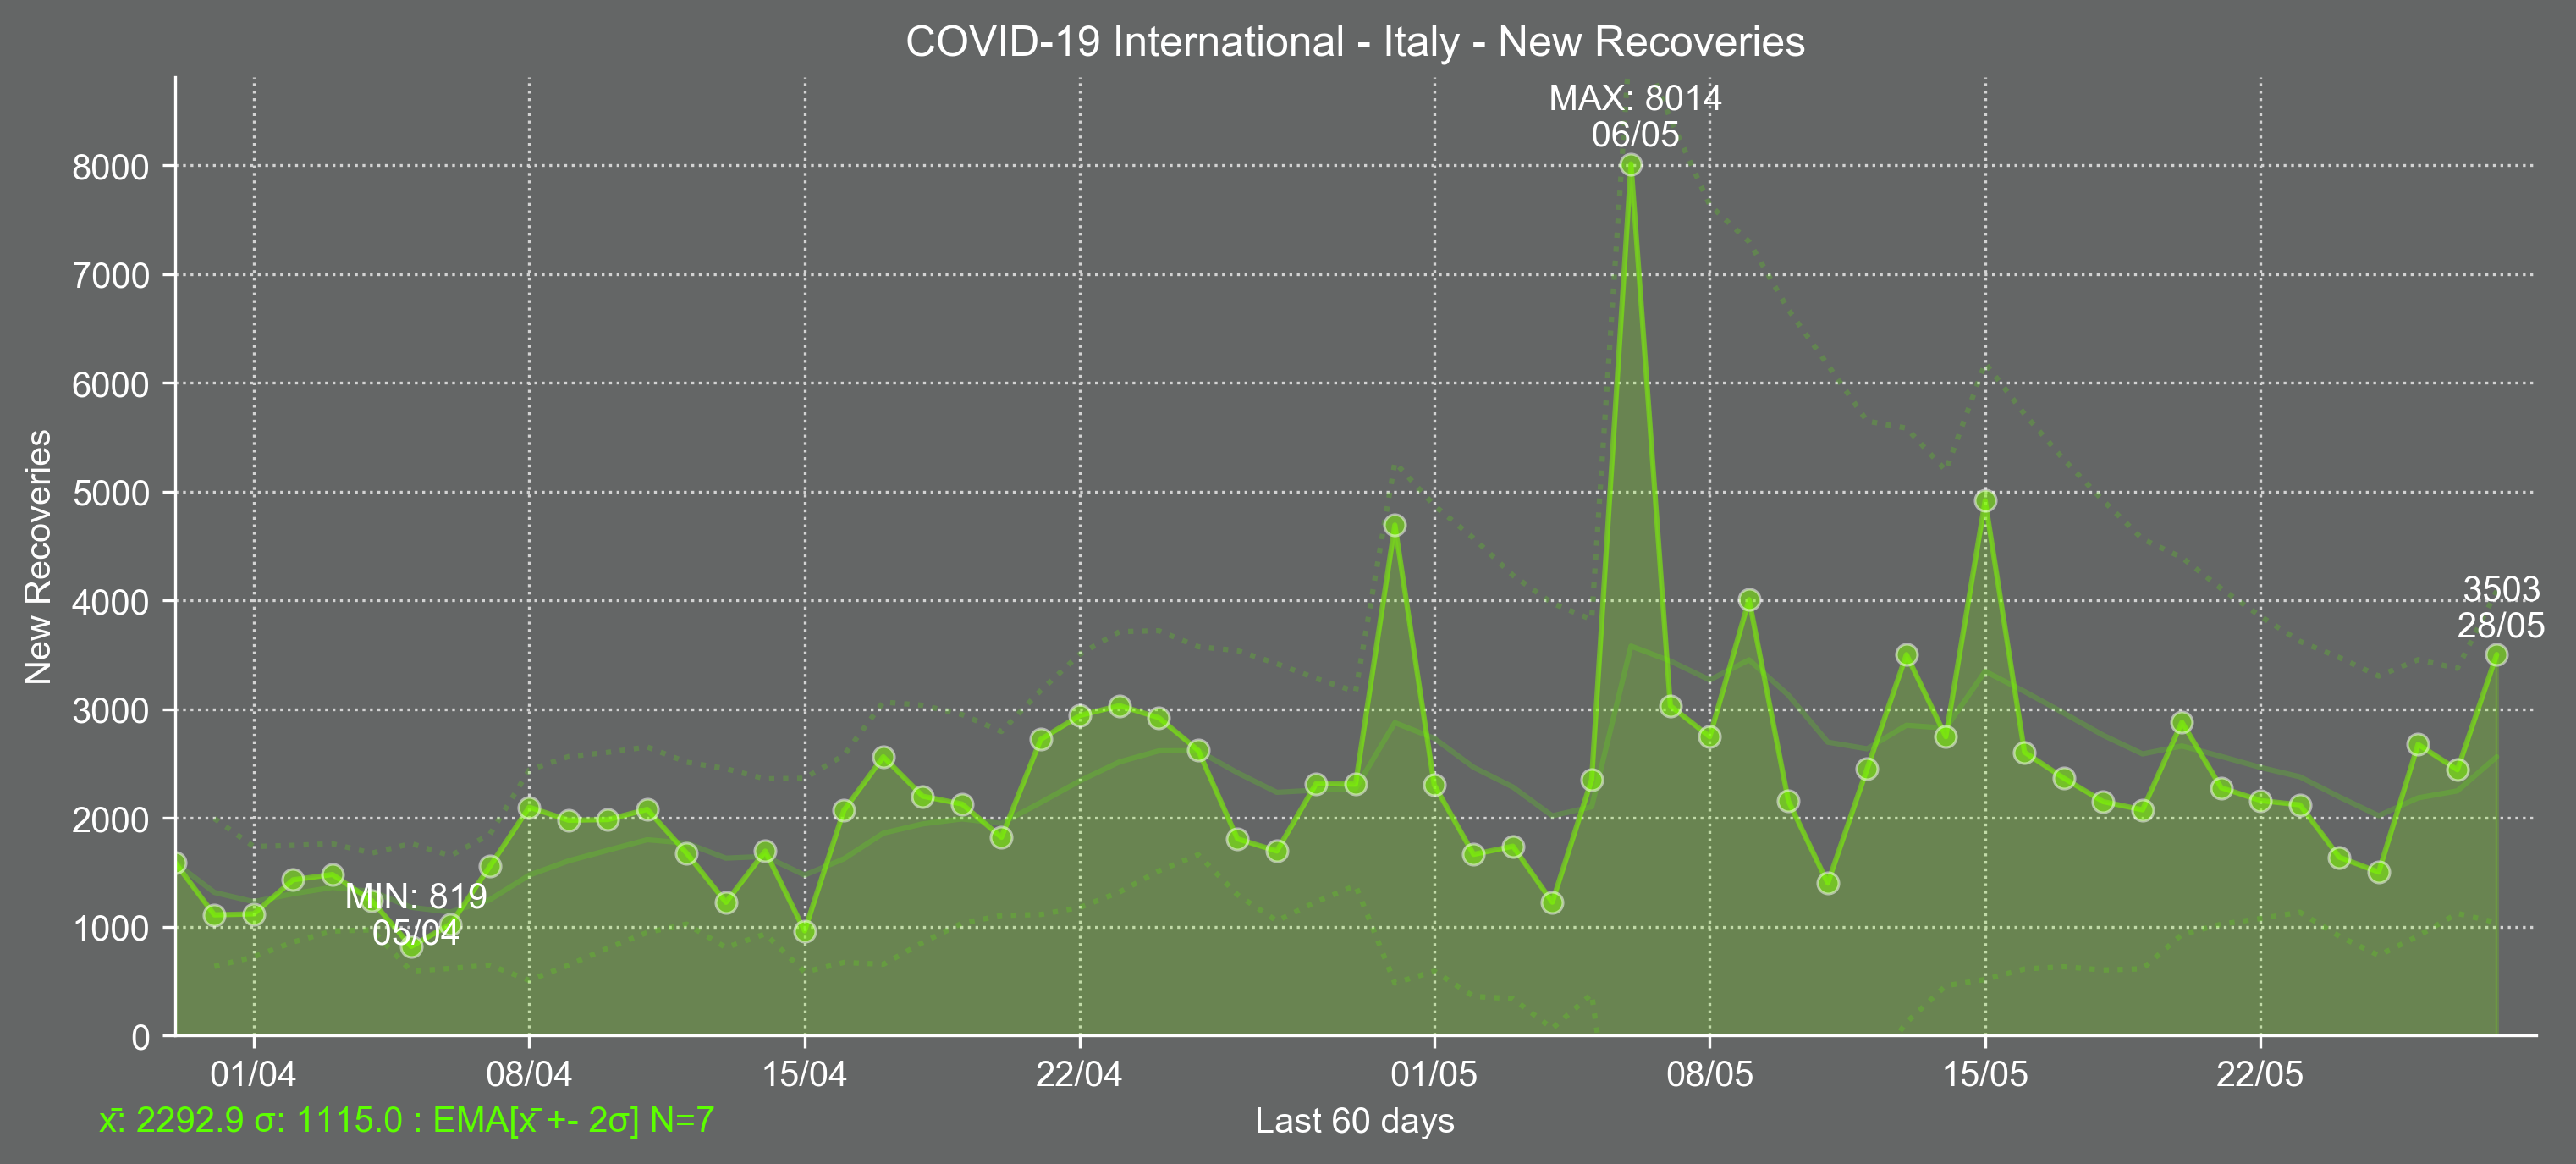 COVID-19 International - Italy - New Recoveries
MAX: 8014
06/05
8000
7000
6000
5000
4000
3000
2000
1000
0
New Recoveries
3503
28/05
MIN: 819
05/04
01/04 08/04 15/04 22/04 01/05 08/05 15/05 22/05
x̄: 2292.9 σ: 1115.0 : EMA[x̄ +- 2σ] N=7
Last 60 days